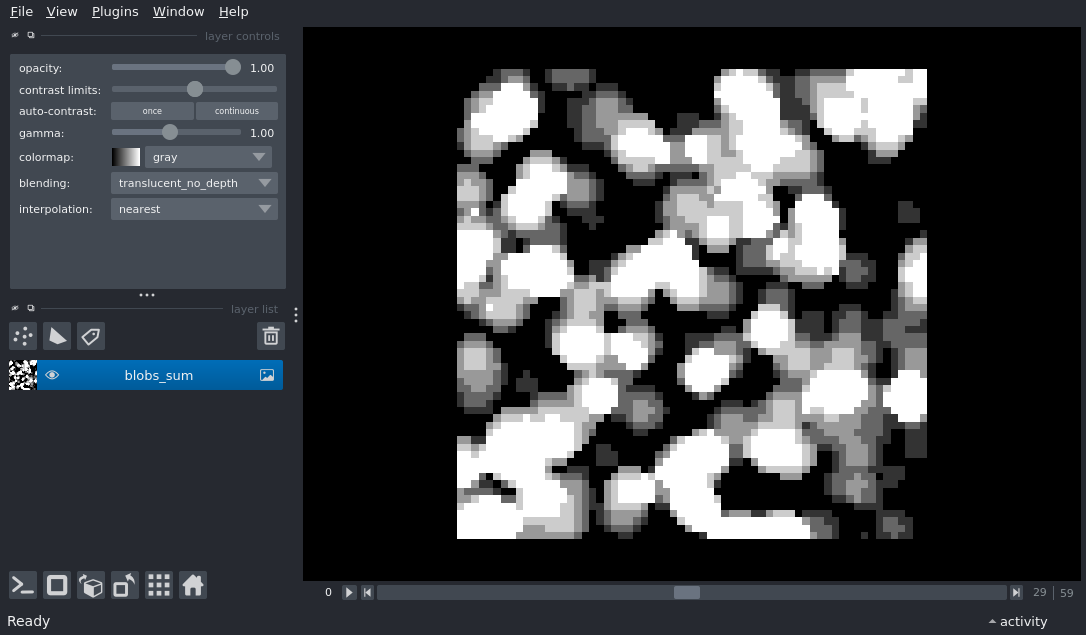 File View Plugins Window Help
layer controls
opacity: 1.00
contrast limits:
auto-contrast: once continuous
gamma: 1.00
colormap: gray
blending: translucent_no_depth
interpolation: nearest
layer list
blobs_sum
0 29 59
Ready activity